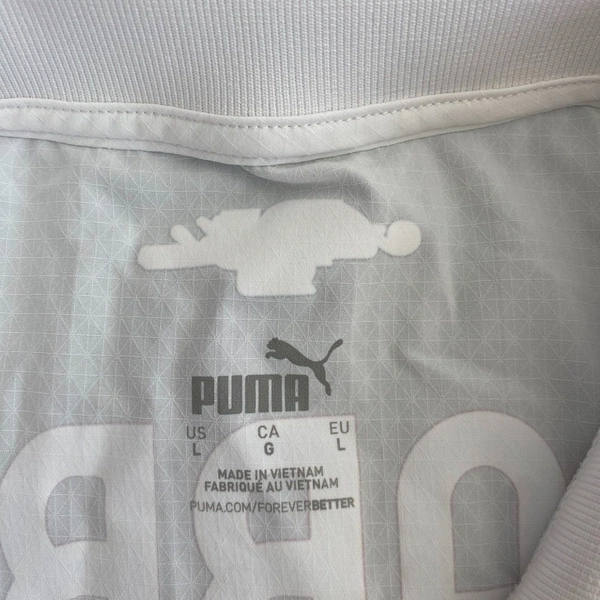 PUMA
US CA EU
L G L
MADE IN VIETNAM
FABRIQUÉ AU VIETNAM
PUMA.COM/FOREVERBETTER